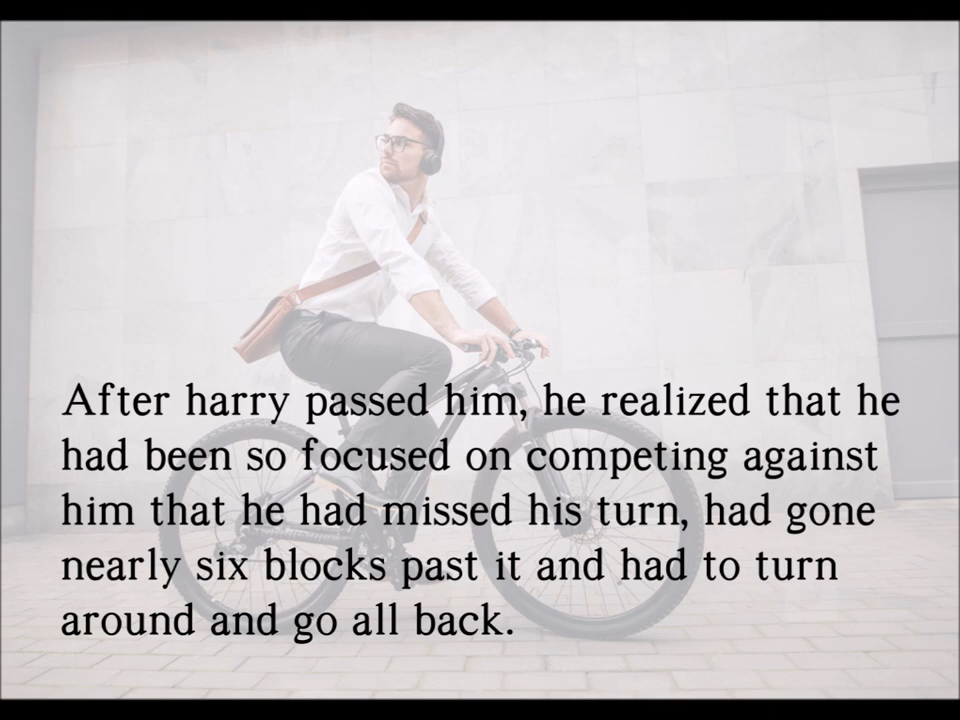 After harry passed him, he realized that he
had been so focused on competing against
him that he had missed his turn, had gone
nearly six blocks past it and had to turn
around and go all back.